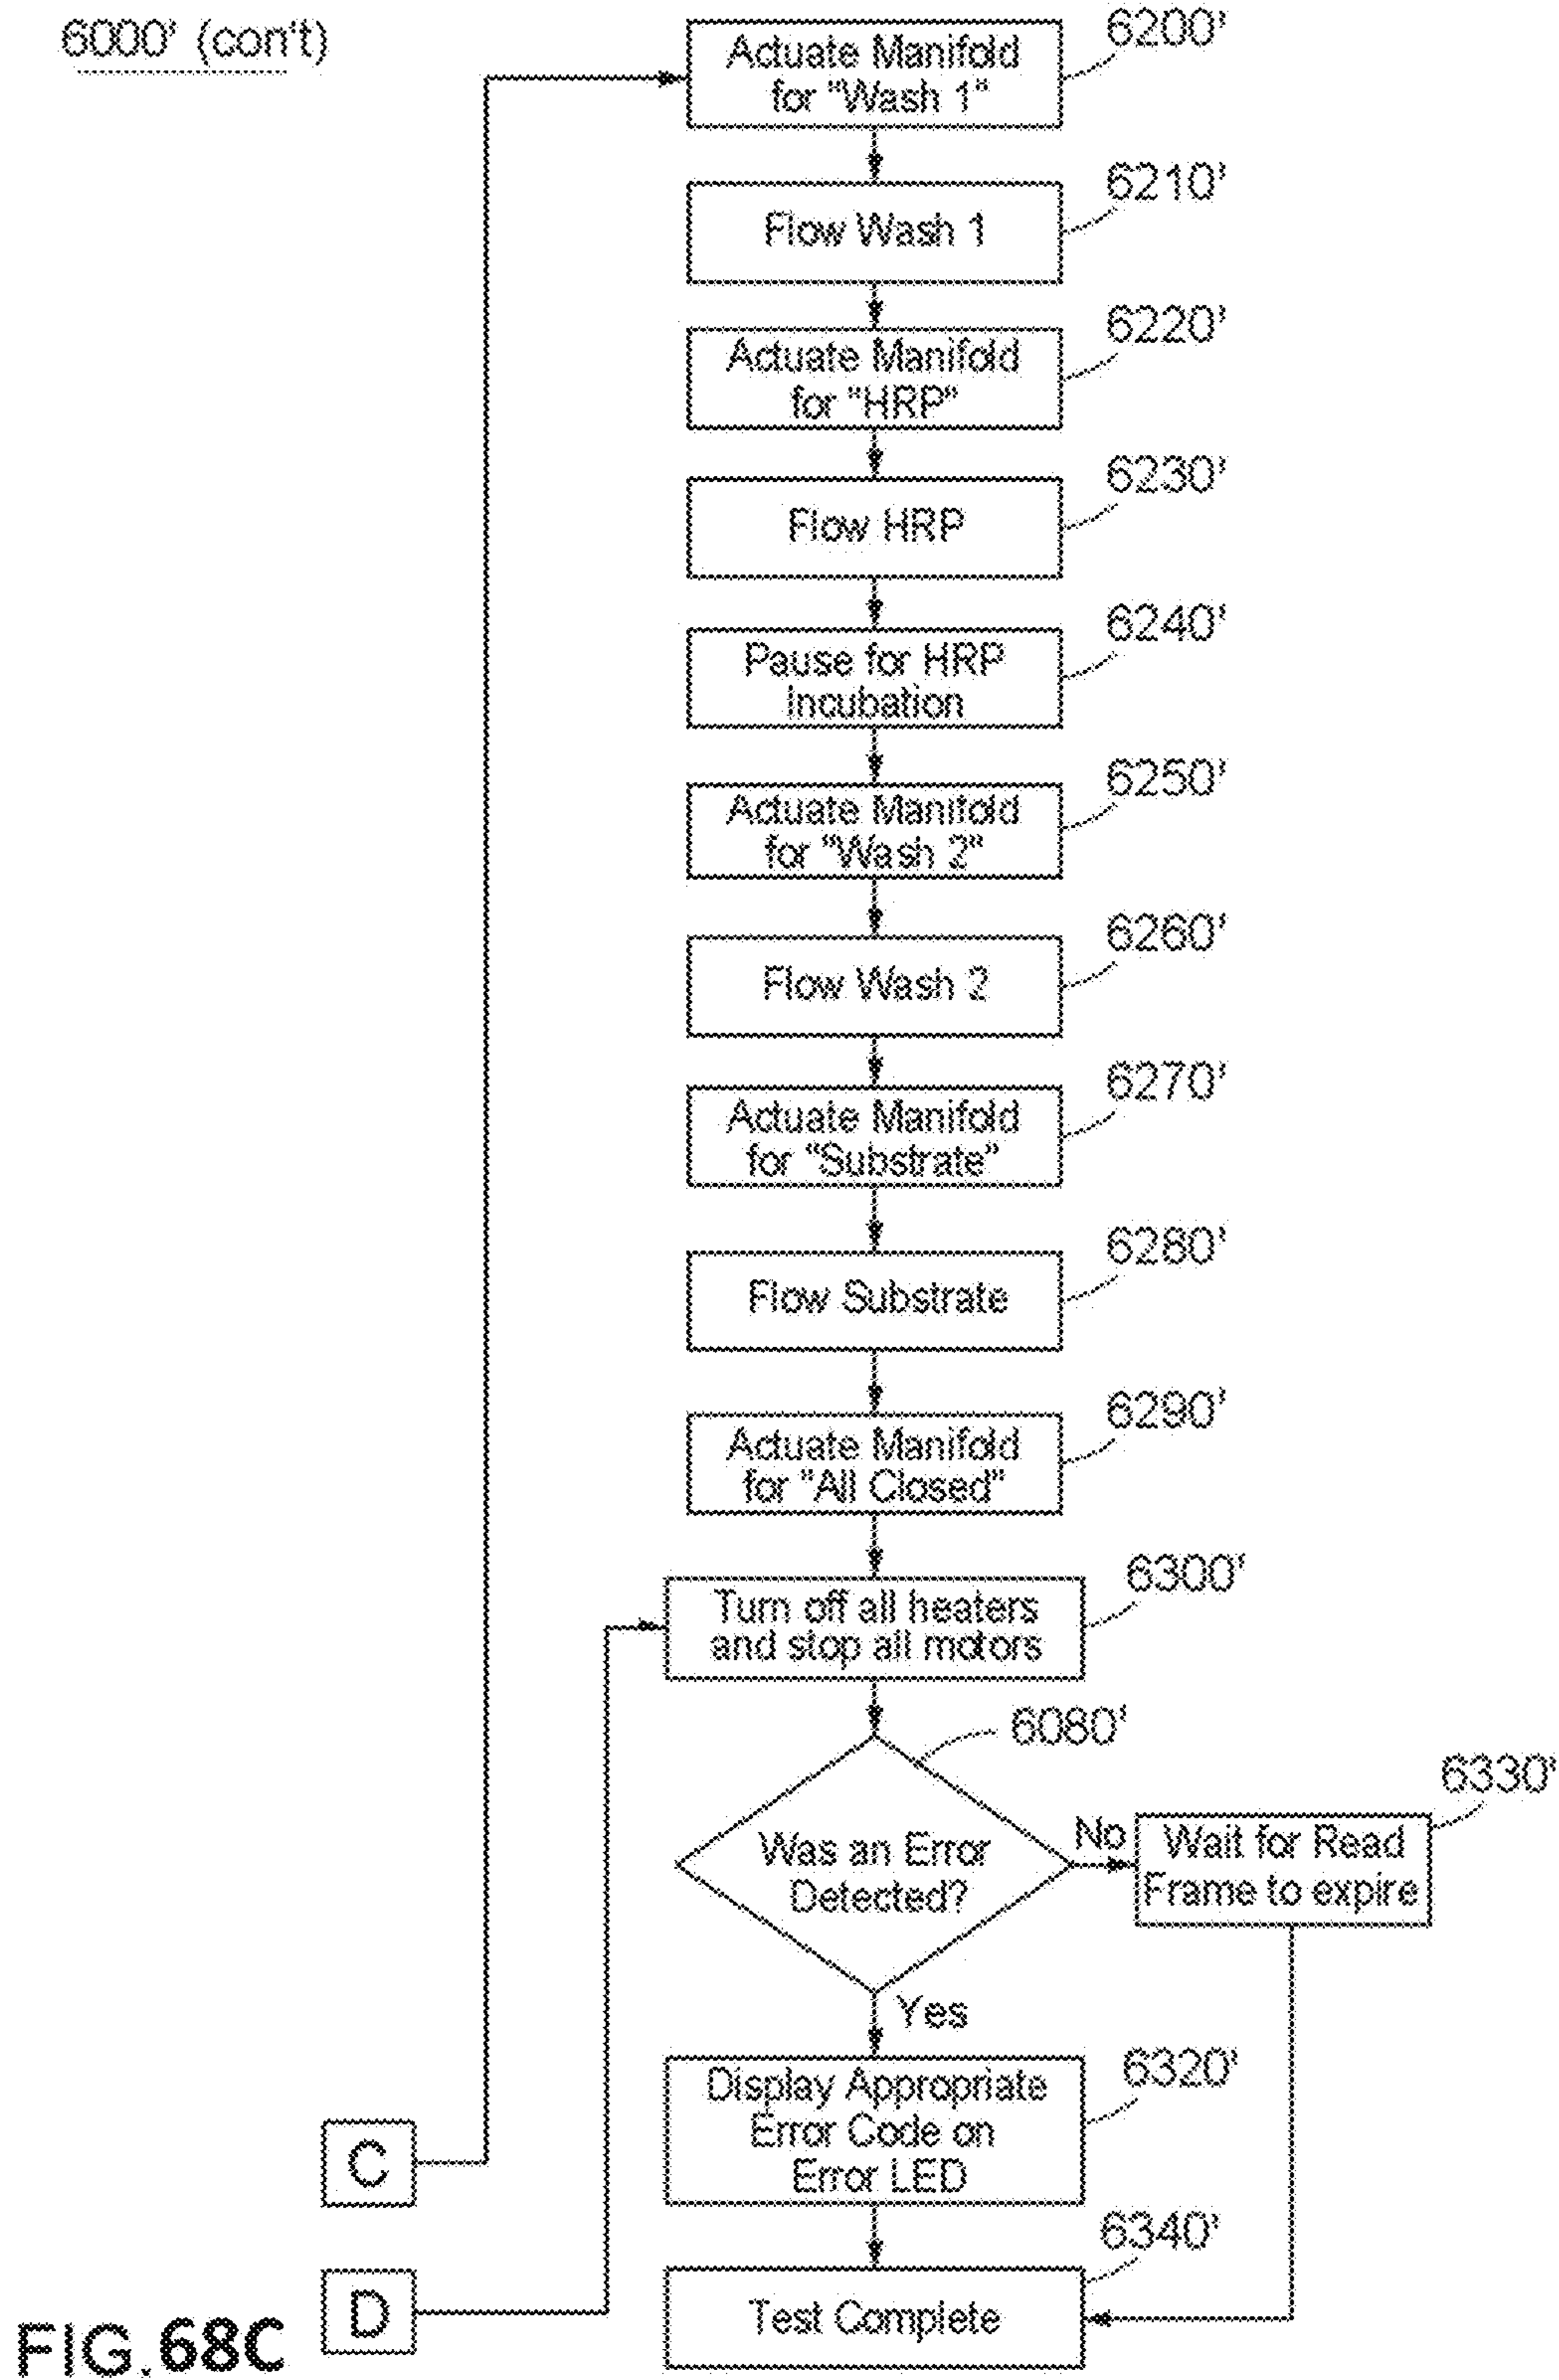 6000' (con't)
6200'
Actuate Manifold
for "Wash 1"
6210'
Flow Wash 1
6220'
Actuate Manifold
for "HRP"
6230'
Flow HRP
6240'
Pause for HRP
Incubation
6250'
Actuate Manifold
for "Wash 2"
6260'
Flow Wash 2
6270'
Actuate Manifold
for "Substrate"
6280'
Flow Substrate
6290'
Actuate Manifold
for "All Closed"
6300'
Turn off all heaters
and stop all motors
6080'
Was an Error
Detected?
No
6330'
Wait for Read
Frame to expire
Yes
6320'
Display Appropriate
Error Code on
Error LED
C
6340'
Test Complete
D
FIG. 68C